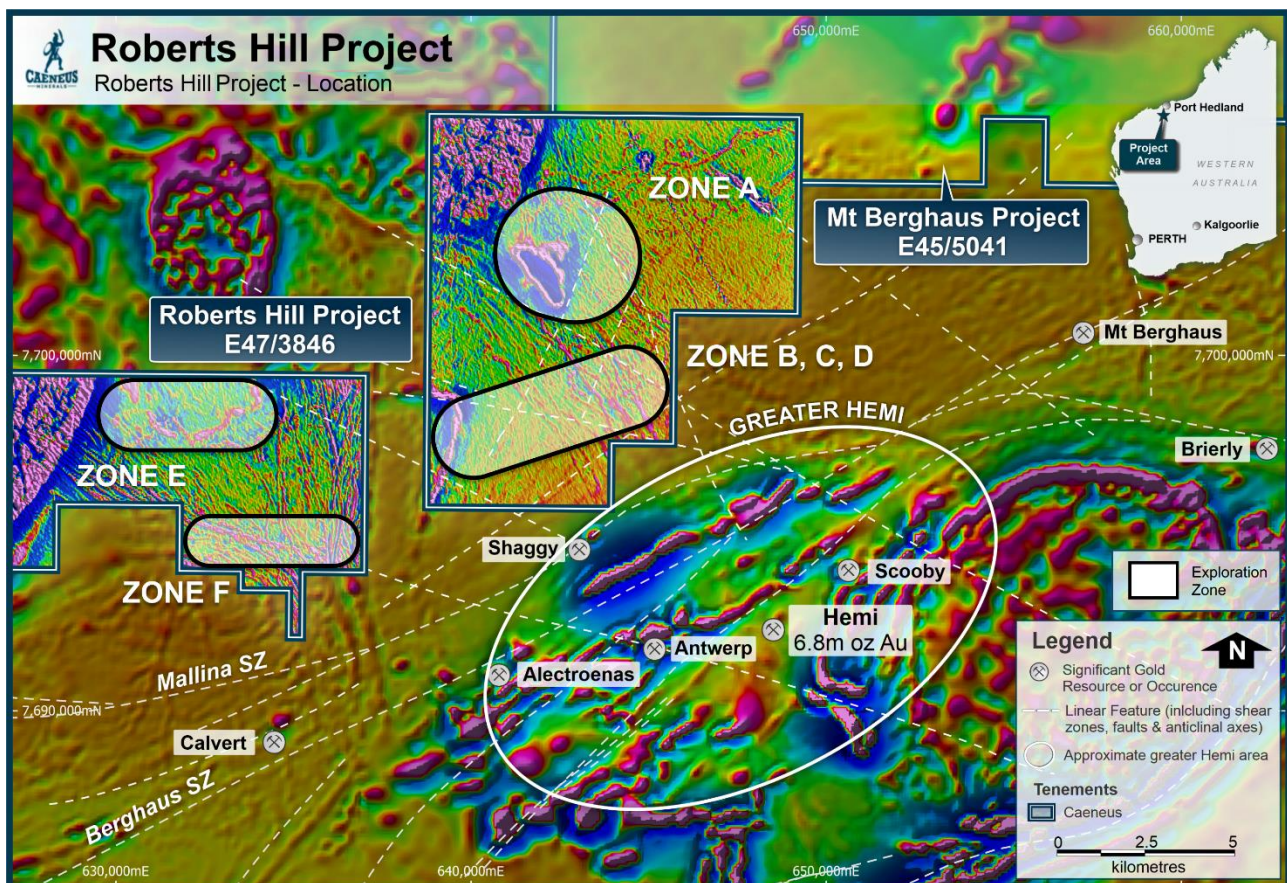 CAENEUS
MINERALS
Roberts Hill Project
Roberts Hill Project - Location
650,000mE
660,000mE
Port Hedland
Project
Area
WESTERN
AUSTRALIA
Kalgoorlie
PERTH
ZONE A
Mt Berghaus Project
E45/5041
Roberts Hill Project
E47/3846
7,700,000mN
ZONE B, C, D
Mt Berghaus
7,700,000mN
GREATER HEMI
Brierly
ZONE E
Shaggy
Scooby
Exploration
Zone
ZONE F
Hemi
6.8m oz Au
Antwerp
Alectroenas
Mallina SZ
7,690,000mN
Calvert
Berghaus SZ
Legend
N
Significant Gold
Resource or Occurence
Linear Feature (inlcluding shear
zones, faults & anticlinal axes)
Approximate greater Hemi area
Tenements
Caeneus
0 2.5 5
kilometres
630,000mE
640,000mE
650,000mE